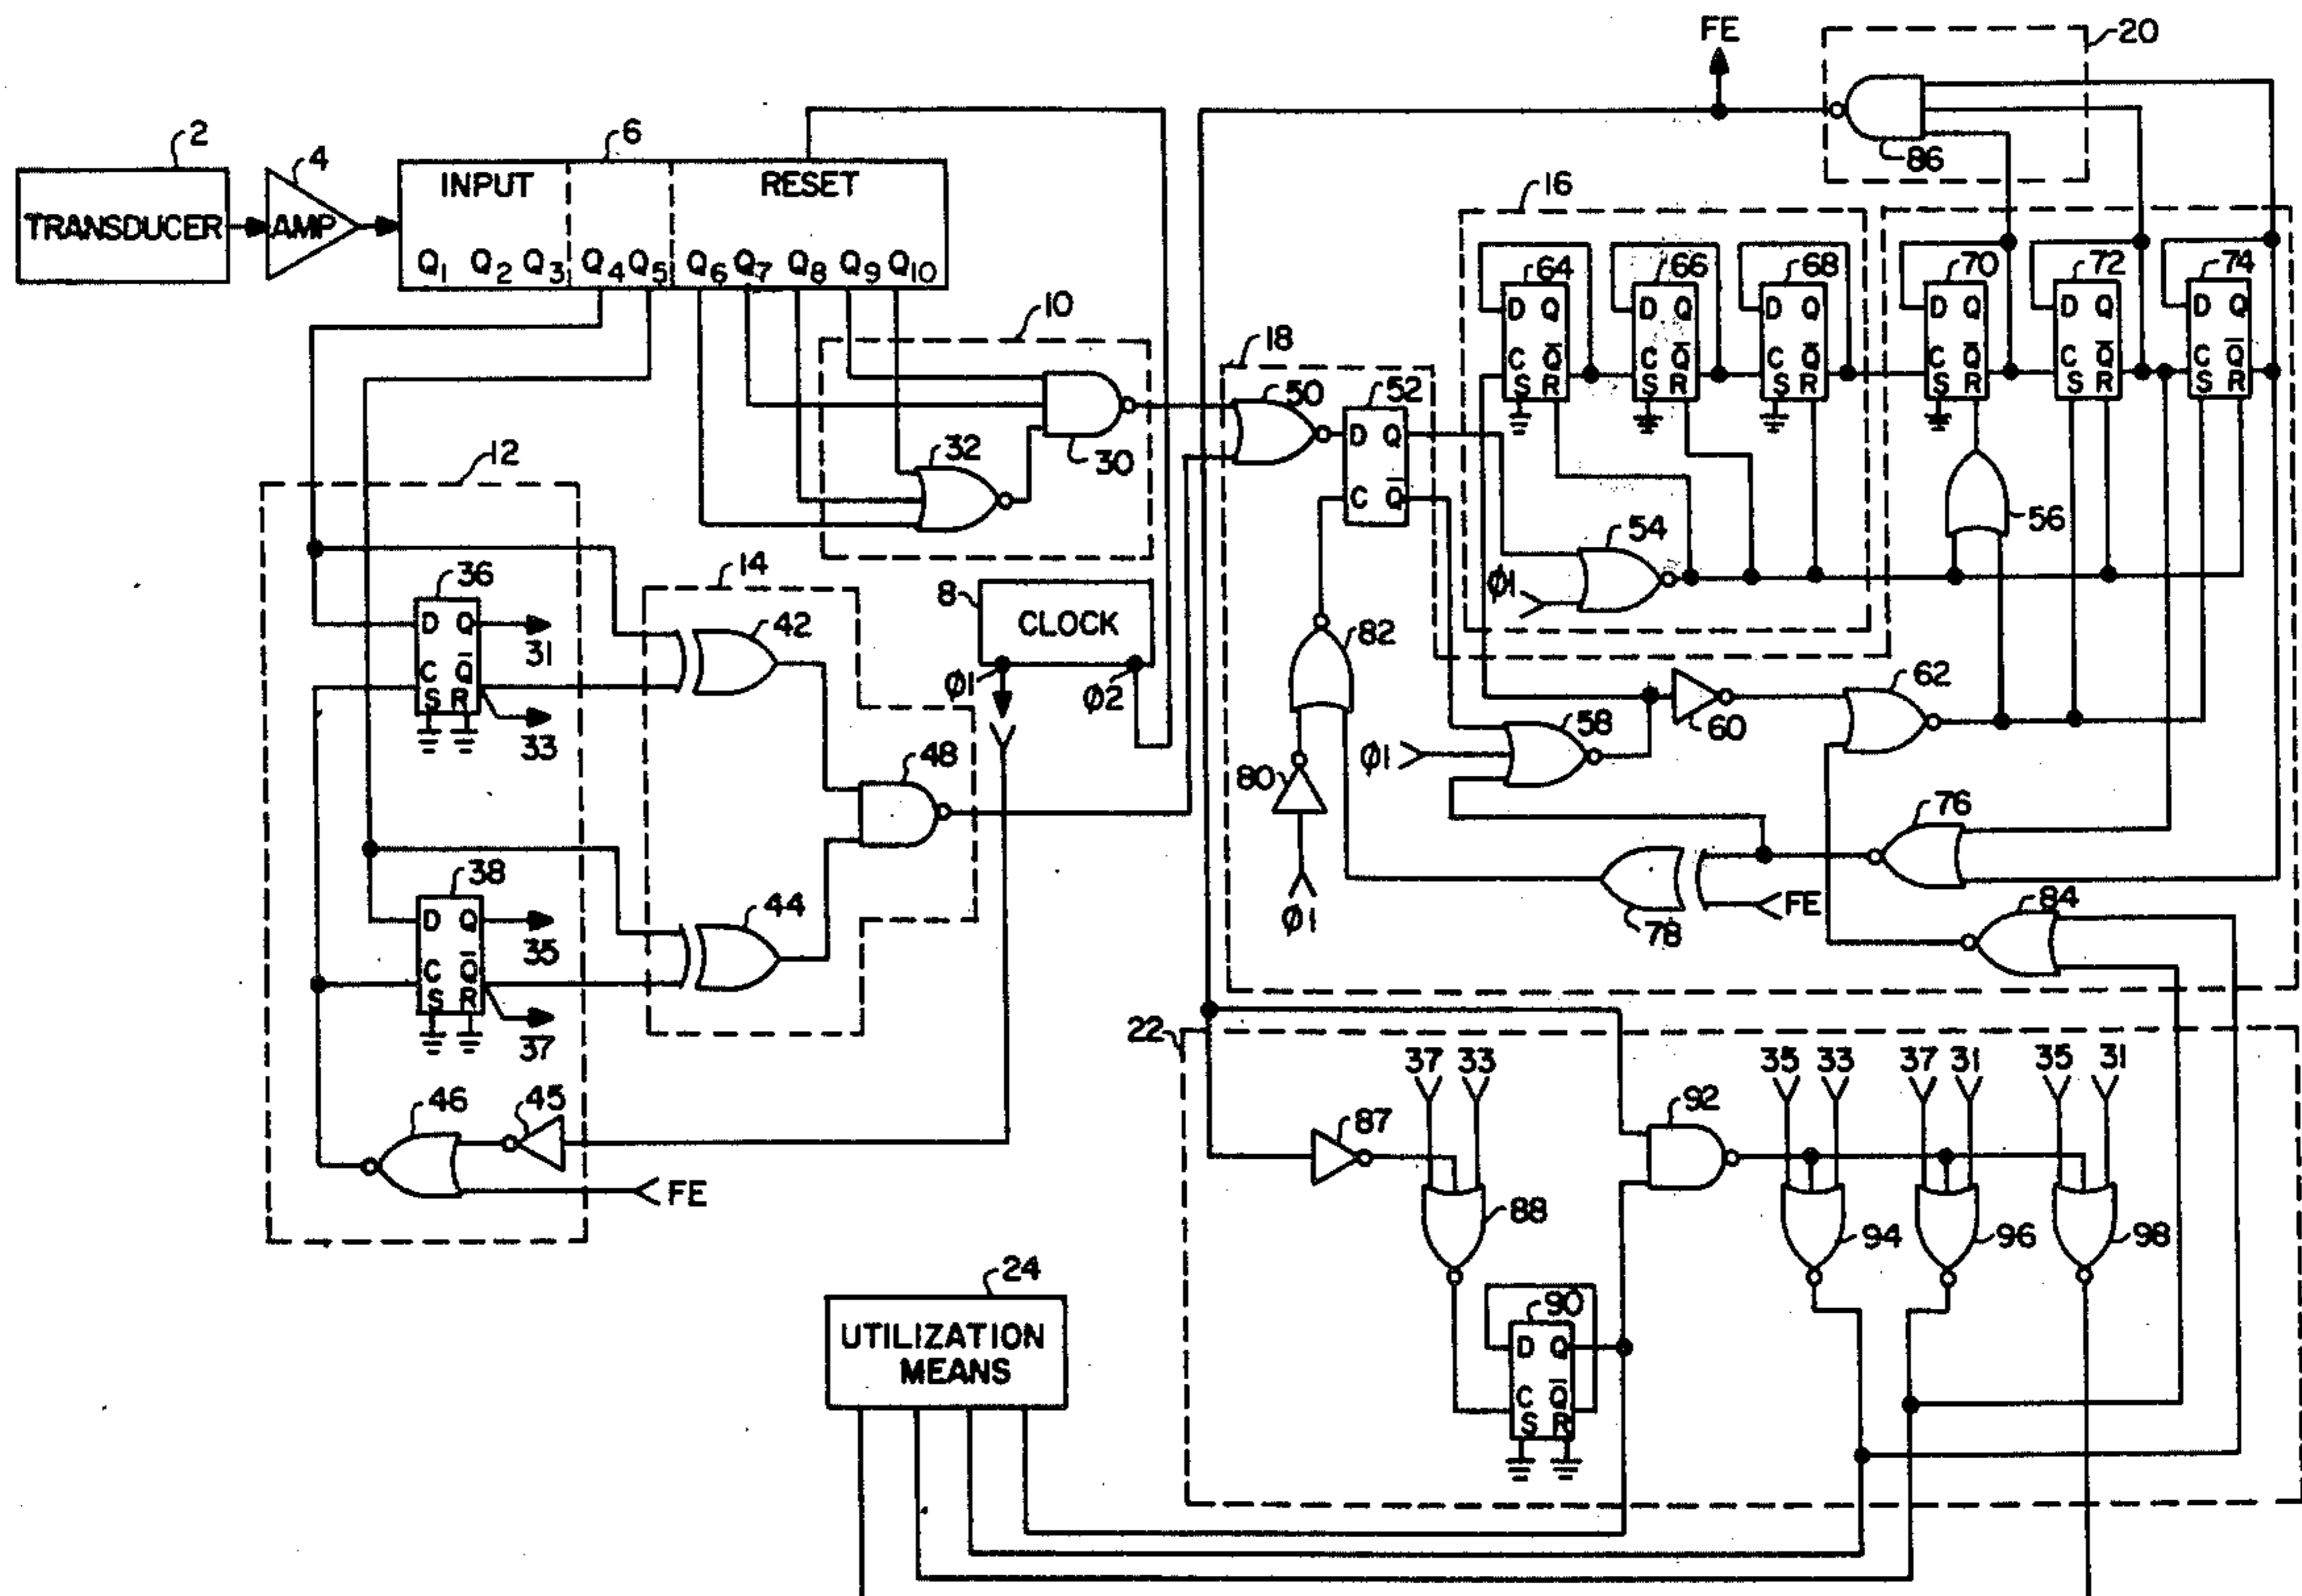 FE
20
86
2
4
6
TRANSDUCER
AMP
INPUT
RESET
Q1 Q2 Q3 Q4 Q5 Q6 Q7 Q8 Q9 Q10
10
30
32
12
36
D Q
C Q̅
S R
31
33
14
42
44
48
38
D Q
C Q̅
S R
35
37
46
45
FE
8
CLOCK
Ø1
Ø2
18
50
52
D Q
C Q̅
16
64
D Q
C Q̅
S R
66
D Q
C Q̅
S R
68
D Q
C Q̅
S R
70
D Q
C Q̅
S R
72
D Q
C Q̅
S R
74
D Q
C Q̅
S R
54
Ø1
56
82
58
Ø1
60
62
80
Ø1
76
78
FE
84
22
37 33
35 33
37 31
35 31
87
88
92
94
96
98
90
D Q
C Q̅
S R
24
UTILIZATION
MEANS